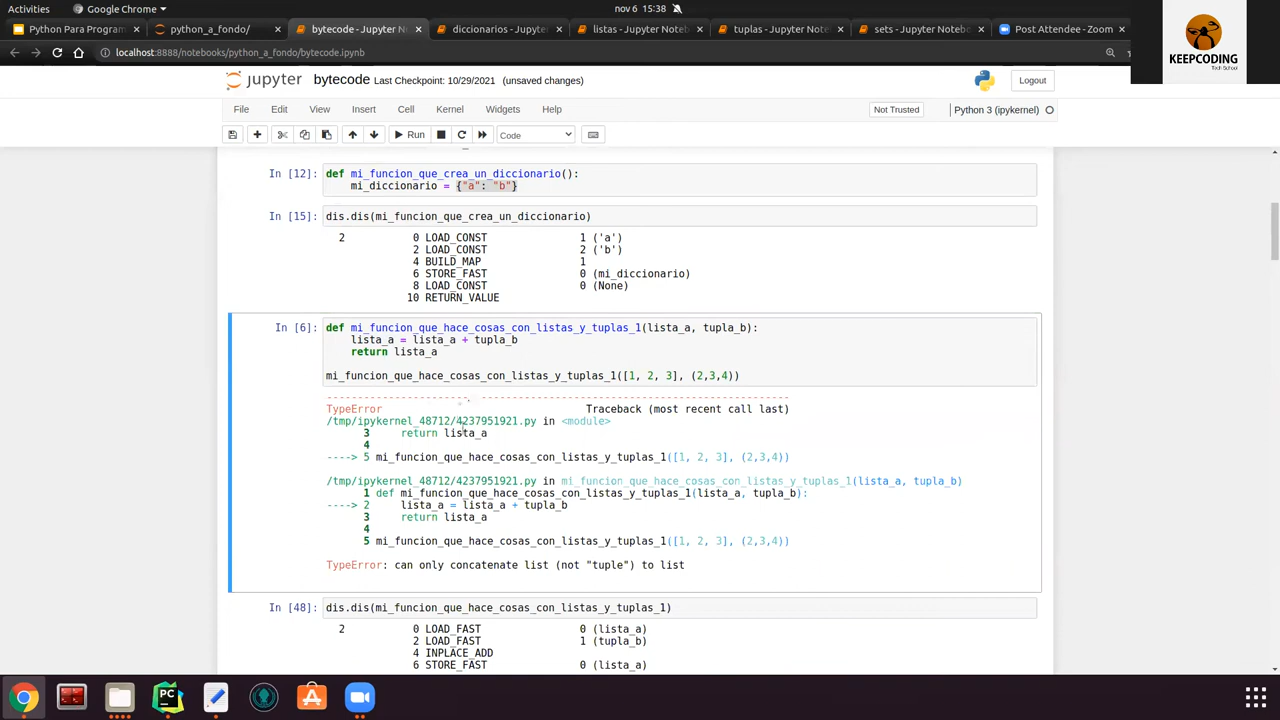 Activities
Google Chrome
nov 6 15:38
Python Para Program
python_a_fondo/
bytecode - Jupyter N
diccionarios - Jupyter
listas - Jupyter Noteb
tuplas - Jupyter Noteb
sets - Jupyter Noteboo
Post Attendee - Zoom
localhost:8888/notebooks/python_a_fondo/bytecode.ipynb
KEEPCODING
Tech School
jupyter bytecode Last Checkpoint: 10/29/2021 (unsaved changes)
Logout
File Edit View Insert Cell Kernel Widgets Help
Not Trusted
Python 3 (ipykernel)
Run
Code
In [12]: def mi_funcion_que_crea_un_diccionario():
mi_diccionario = {"a": "b"}
In [15]: dis.dis(mi_funcion_que_crea_un_diccionario)
2 0 LOAD_CONST 1 ('a')
2 LOAD_CONST 2 ('b')
4 BUILD_MAP 1
6 STORE_FAST 0 (mi_diccionario)
8 LOAD_CONST 0 (None)
10 RETURN_VALUE
In [6]: def mi_funcion_que_hace_cosas_con_listas_y_tuplas_1(lista_a, tupla_b):
lista_a = lista_a + tupla_b
return lista_a
mi_funcion_que_hace_cosas_con_listas_y_tuplas_1([1, 2, 3], (2,3,4))
TypeError Traceback (most recent call last)
/tmp/ipykernel_48712/4237951921.py in <module>
3 return lista_a
4
----> 5 mi_funcion_que_hace_cosas_con_listas_y_tuplas_1([1, 2, 3], (2,3,4))
/tmp/ipykernel_48712/4237951921.py in mi_funcion_que_hace_cosas_con_listas_y_tuplas_1(lista_a, tupla_b)
1 def mi_funcion_que_hace_cosas_con_listas_y_tuplas_1(lista_a, tupla_b):
----> 2 lista_a = lista_a + tupla_b
3 return lista_a
4
5 mi_funcion_que_hace_cosas_con_listas_y_tuplas_1([1, 2, 3], (2,3,4))
TypeError: can only concatenate list (not "tuple") to list
In [48]: dis.dis(mi_funcion_que_hace_cosas_con_listas_y_tuplas_1)
2 0 LOAD_FAST 0 (lista_a)
2 LOAD_FAST 1 (tupla_b)
4 INPLACE_ADD
6 STORE_FAST 0 (lista_a)